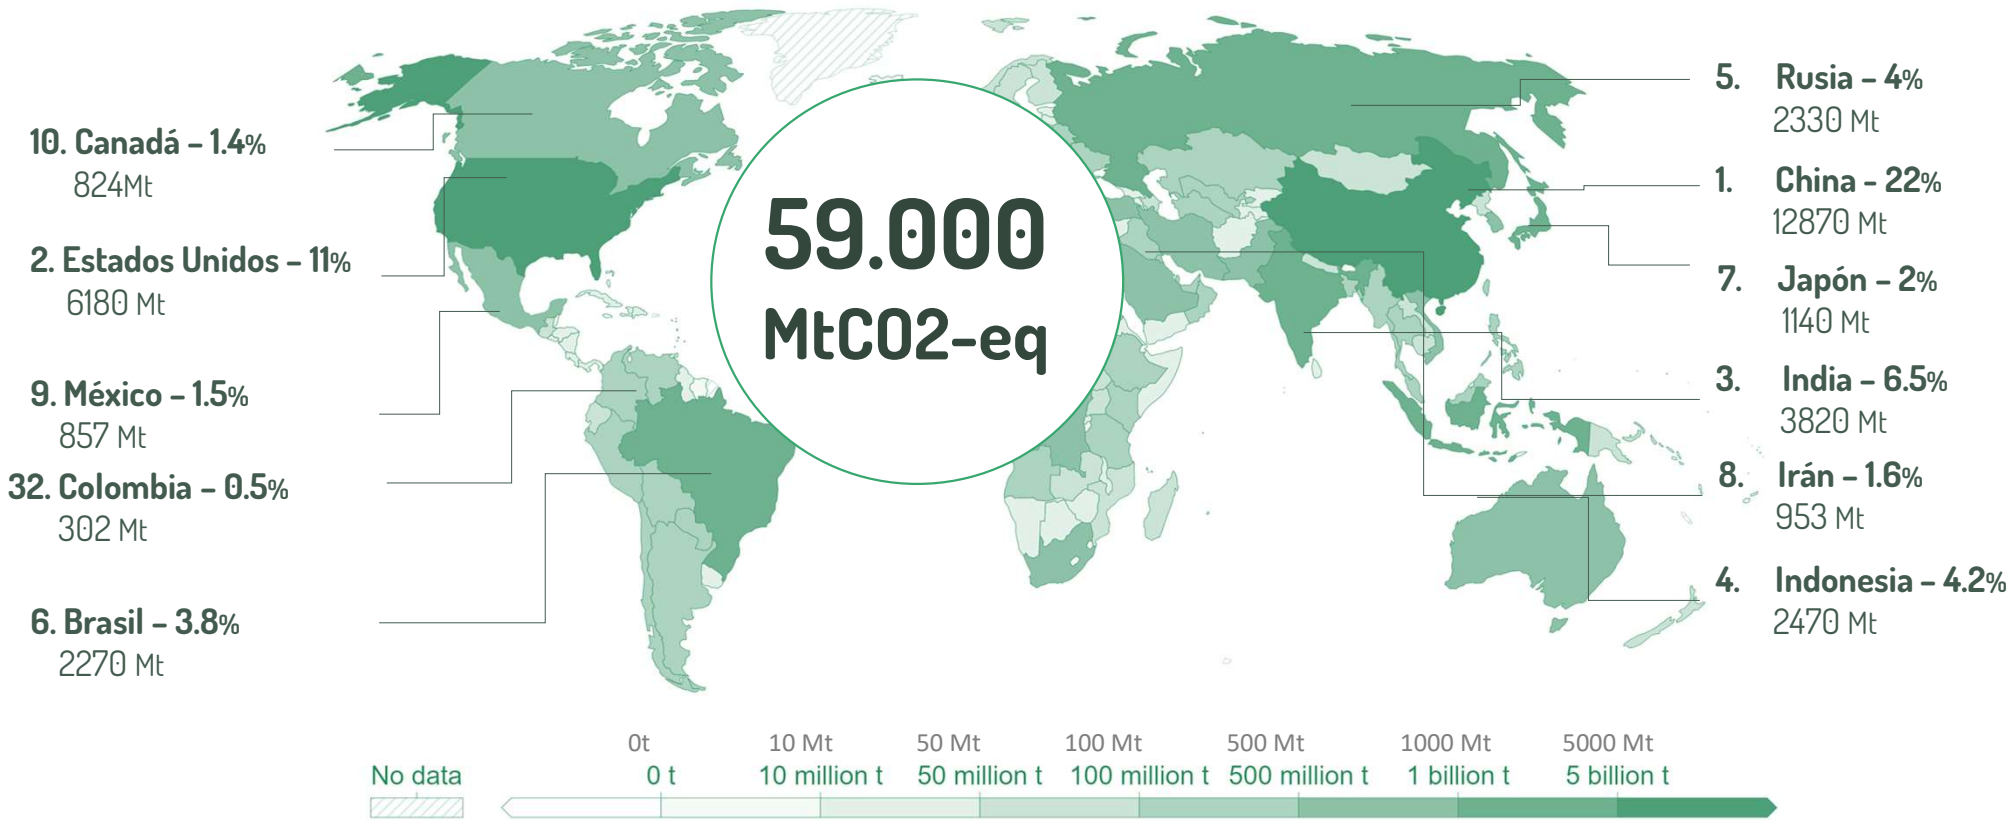 10. Canadá – 1.4%
824Mt
2. Estados Unidos – 11%
6180 Mt
9. México – 1.5%
857 Mt
32. Colombia – 0.5%
302 Mt
6. Brasil – 3.8%
2270 Mt
59.000
MtCO2-eq
5. Rusia – 4%
2330 Mt
1. China - 22%
12870 Mt
7. Japón – 2%
1140 Mt
3. India – 6.5%
3820 Mt
8. Irán – 1.6%
953 Mt
4. Indonesia – 4.2%
2470 Mt
0t 10 Mt 50 Mt 100 Mt 500 Mt 1000 Mt 5000 Mt
No data 0 t 10 million t 50 million t 100 million t 500 million t 1 billion t 5 billion t